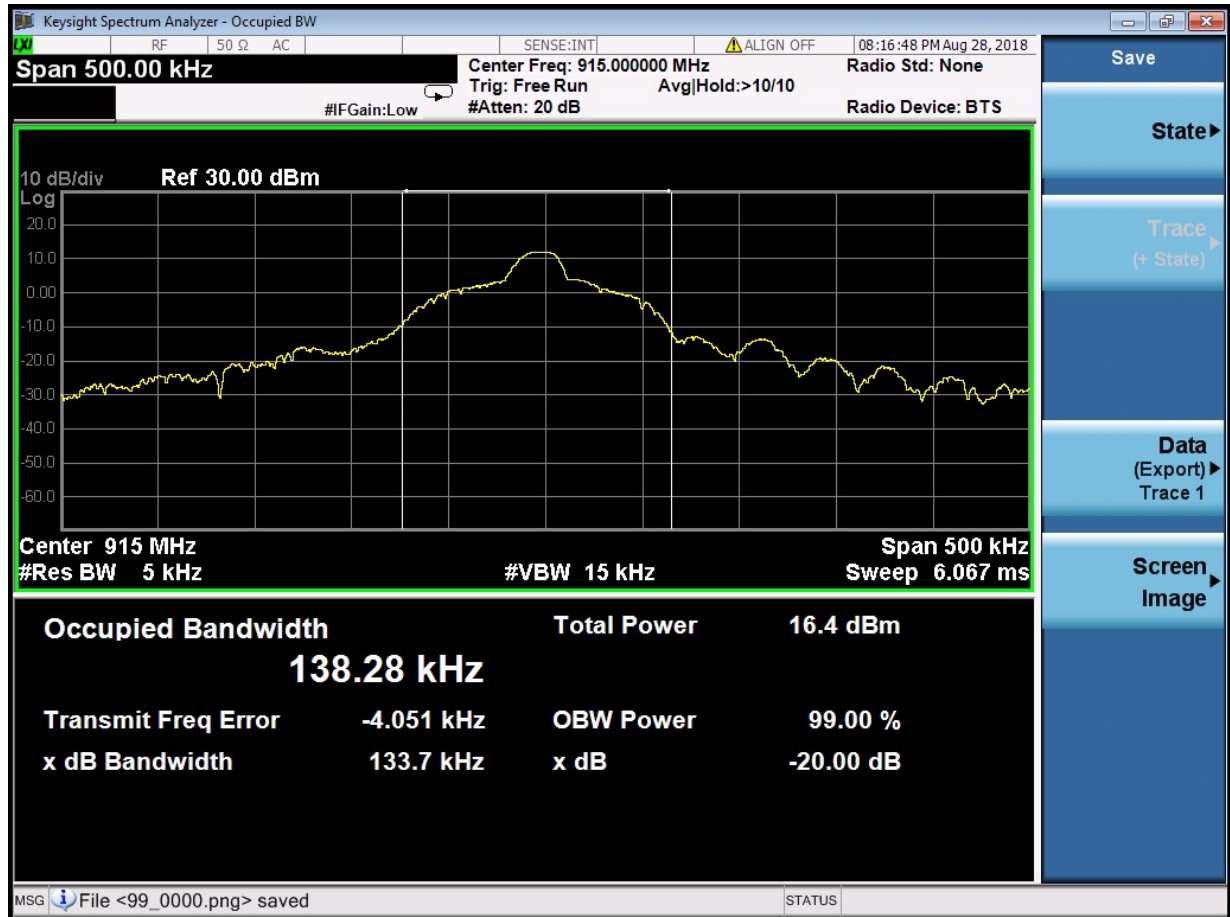 Keysight Spectrum Analyzer - Occupied BW
LXI RF 50 Ω AC SENSE:INT ALIGN OFF 08:16:48 PM Aug 28, 2018
Span 500.00 kHz
Center Freq: 915.000000 MHz
Radio Std: None
Trig: Free Run Avg|Hold:>10/10
#IFGain:Low #Atten: 20 dB Radio Device: BTS
10 dB/div Ref 30.00 dBm
Log
20.0
10.0
0.00
-10.0
-20.0
-30.0
-40.0
-50.0
-60.0
Center 915 MHz Span 500 kHz
#Res BW 5 kHz #VBW 15 kHz Sweep 6.067 ms
Occupied Bandwidth Total Power 16.4 dBm
138.28 kHz
Transmit Freq Error -4.051 kHz OBW Power 99.00 %
x dB Bandwidth 133.7 kHz x dB -20.00 dB
Save
State
Trace
(+ State)
Data
(Export)
Trace 1
Screen
Image
MSG File <99_0000.png> saved STATUS